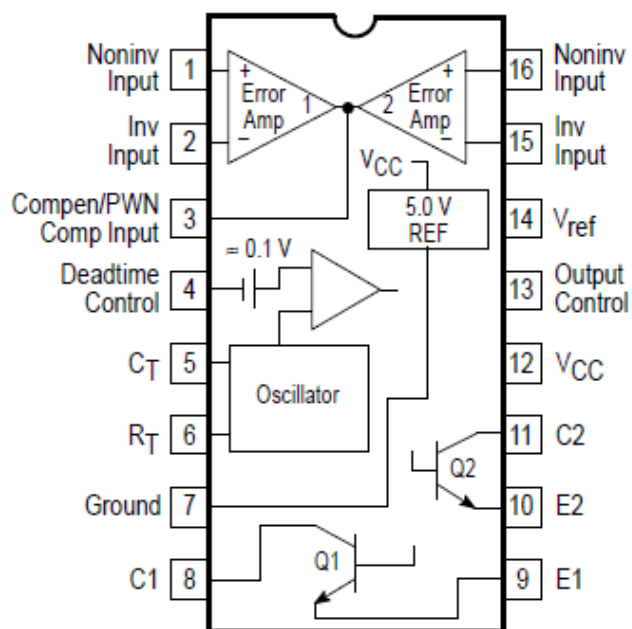 Noninv
Input
1
+
Error
Amp
1
−
2
Error
Amp
+
−
16
Noninv
Input
Inv
Input
2
15
Inv
Input
VCC
Compen/PWN
Comp Input
3
5.0 V
REF
14
Vref
= 0.1 V
Deadtime
Control
4
13
Output
Control
CT
5
Oscillator
12
VCC
RT
6
11
C2
Q2
Ground
7
10
E2
C1
8
Q1
9
E1